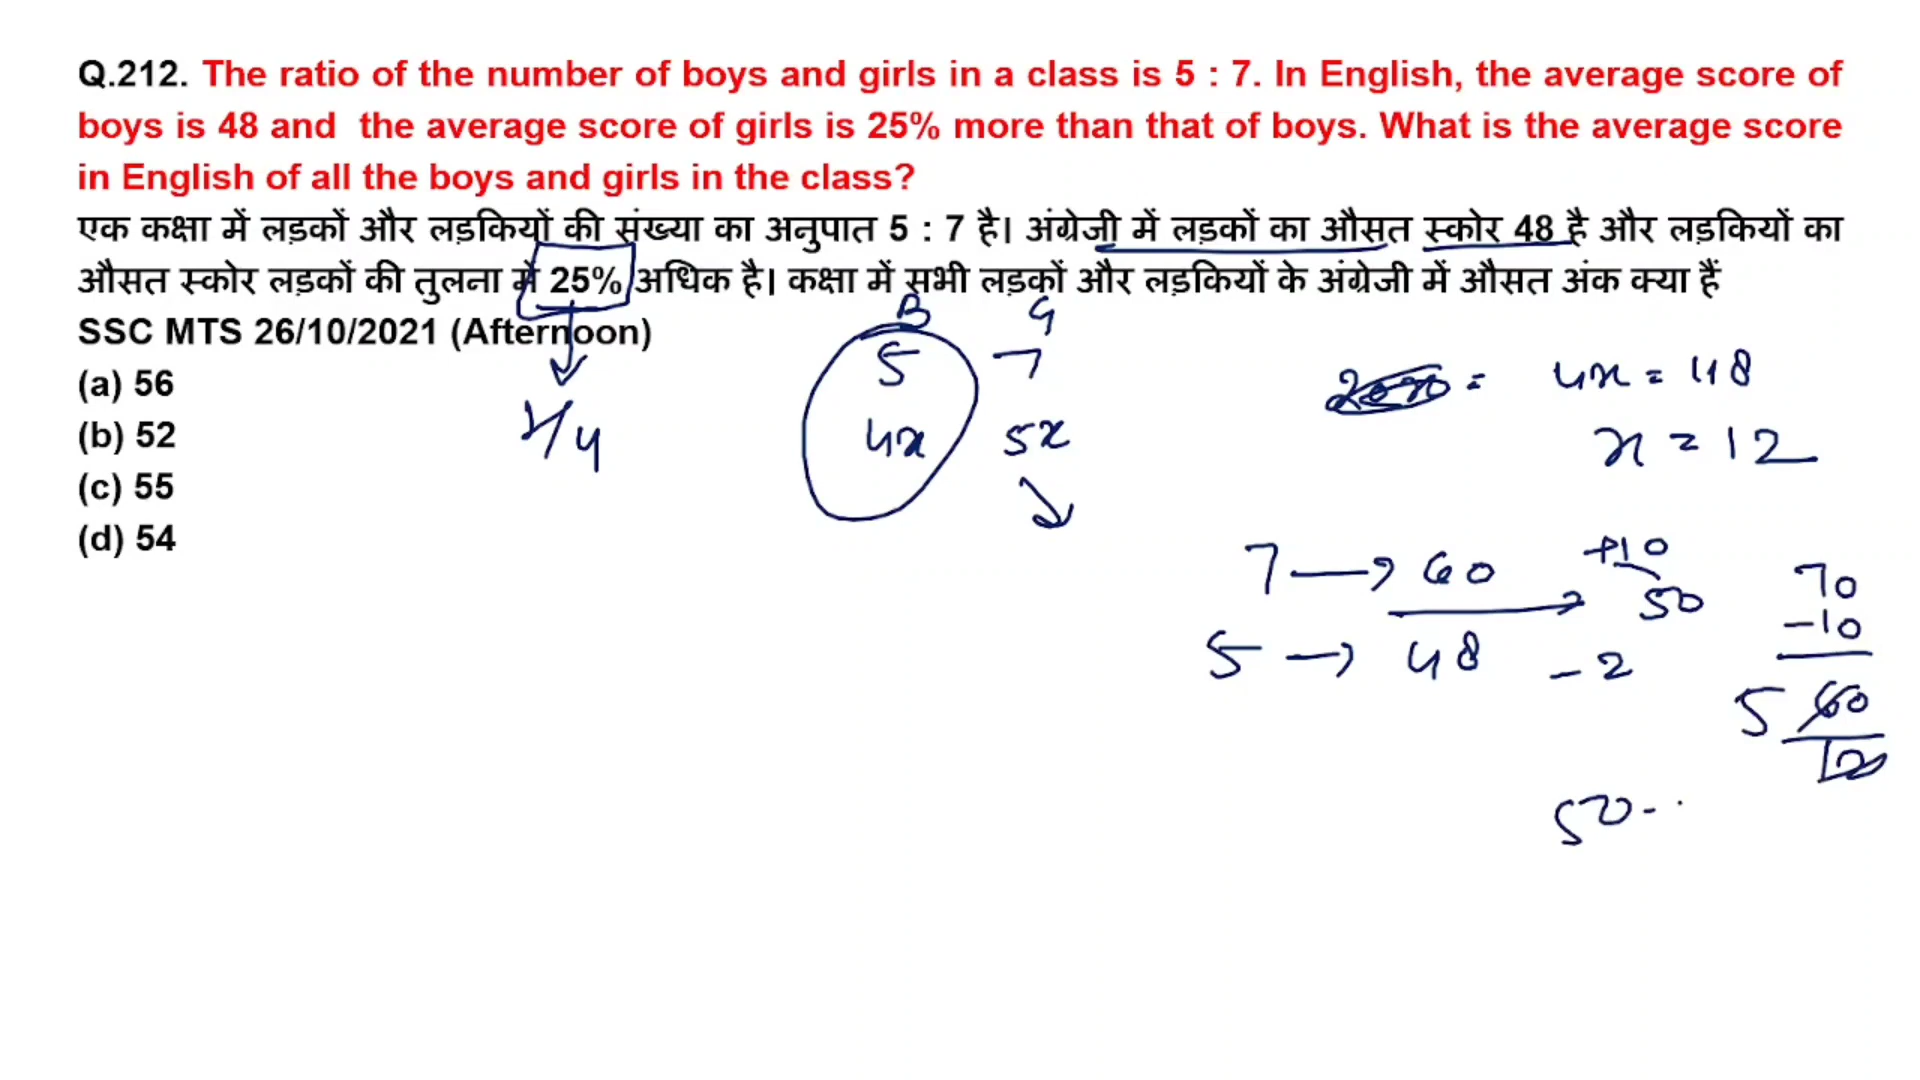 Q.212. The ratio of the number of boys and girls in a class is 5 : 7. In English, the average score of
boys is 48 and the average score of girls is 25% more than that of boys. What is the average score
in English of all the boys and girls in the class?
एक कक्षा में लड़कों और लड़कियों की संख्या का अनुपात 5 : 7 है। अंग्रेजी में लड़कों का औसत स्कोर 48 है और लड़कियों का
औसत स्कोर लड़कों की तुलना में 25% अधिक है। कक्षा में सभी लड़कों और लड़कियों के अंग्रेजी में औसत अंक क्या हैं
SSC MTS 26/10/2021 (Afternoon)
(a) 56
(b) 52
(c) 55
(d) 54
1/4
B G
5 7
4x 5x
= 4x = 48
x = 12
7 → 60 +10
50
5 → 48 -2
70
-10
5 60
12
50-